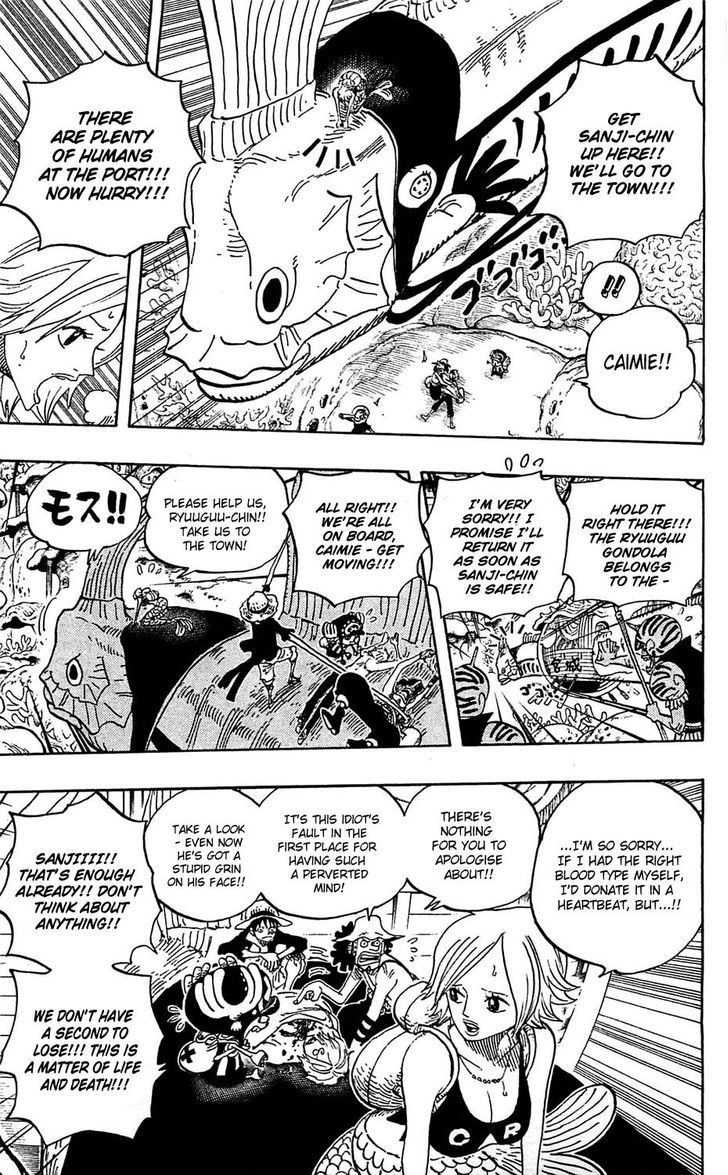 GET
SANJI-CHIN
UP HERE!!
WE'LL GO TO
THE TOWN!!!
THERE
ARE PLENTY
OF HUMANS
AT THE PORT!!!
NOW HURRY!!!
ゴゴゴ
!!
CAIMIE!!
HOLD IT
RIGHT THERE!!!
THE RYUUGUU
GONDOLA
BELONGS
TO THE -
I'M VERY
SORRY!! I
PROMISE I'LL
RETURN IT
AS SOON AS
SANJI-CHIN
IS SAFE!!
ALL RIGHT!!
WE'RE ALL
ON BOARD,
CAIMIE - GET
MOVING!!!
PLEASE HELP US,
RYUUGUU-CHIN!!
TAKE US TO
THE TOWN!
モス!!
...I'M SO SORRY...
IF I HAD THE RIGHT
BLOOD TYPE MYSELF,
I'D DONATE IT IN A
HEARTBEAT, BUT...!!
THERE'S
NOTHING
FOR YOU TO
APOLOGISE
ABOUT!!
IT'S THIS IDIOT'S
FAULT IN THE
FIRST PLACE FOR
HAVING SUCH
A PERVERTED
MIND!
TAKE A LOOK
- EVEN NOW
HE'S GOT A
STUPID GRIN
ON HIS FACE!!
SANJIIII!!
THAT'S ENOUGH
ALREADY!! DON'T
THINK ABOUT
ANYTHING!!
WE DON'T HAVE
A SECOND TO
LOSE!!! THIS IS
A MATTER OF LIFE
AND DEATH!!!
C R